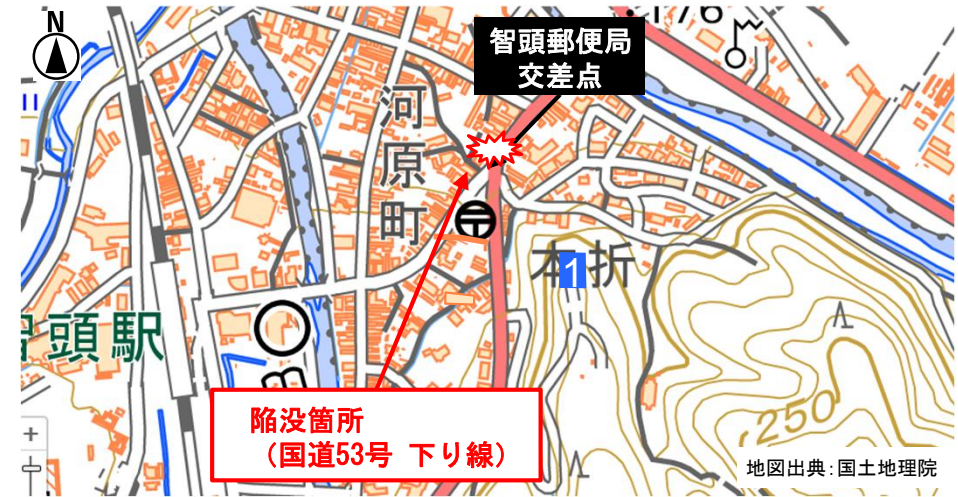 N
智頭郵便局
交差点
176
河
原
町
本
1
折
智頭駅
陥没箇所
（国道53号 下り線）
250
+
地図出典：国土地理院